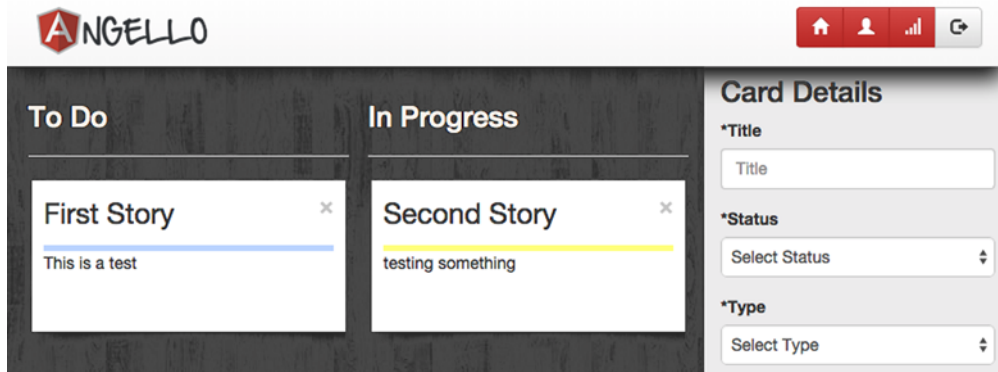 ANGELLO
To Do
First Story ×
This is a test
In Progress
Second Story ×
testing something
Card Details
*Title
Title
*Status
Select Status
*Type
Select Type